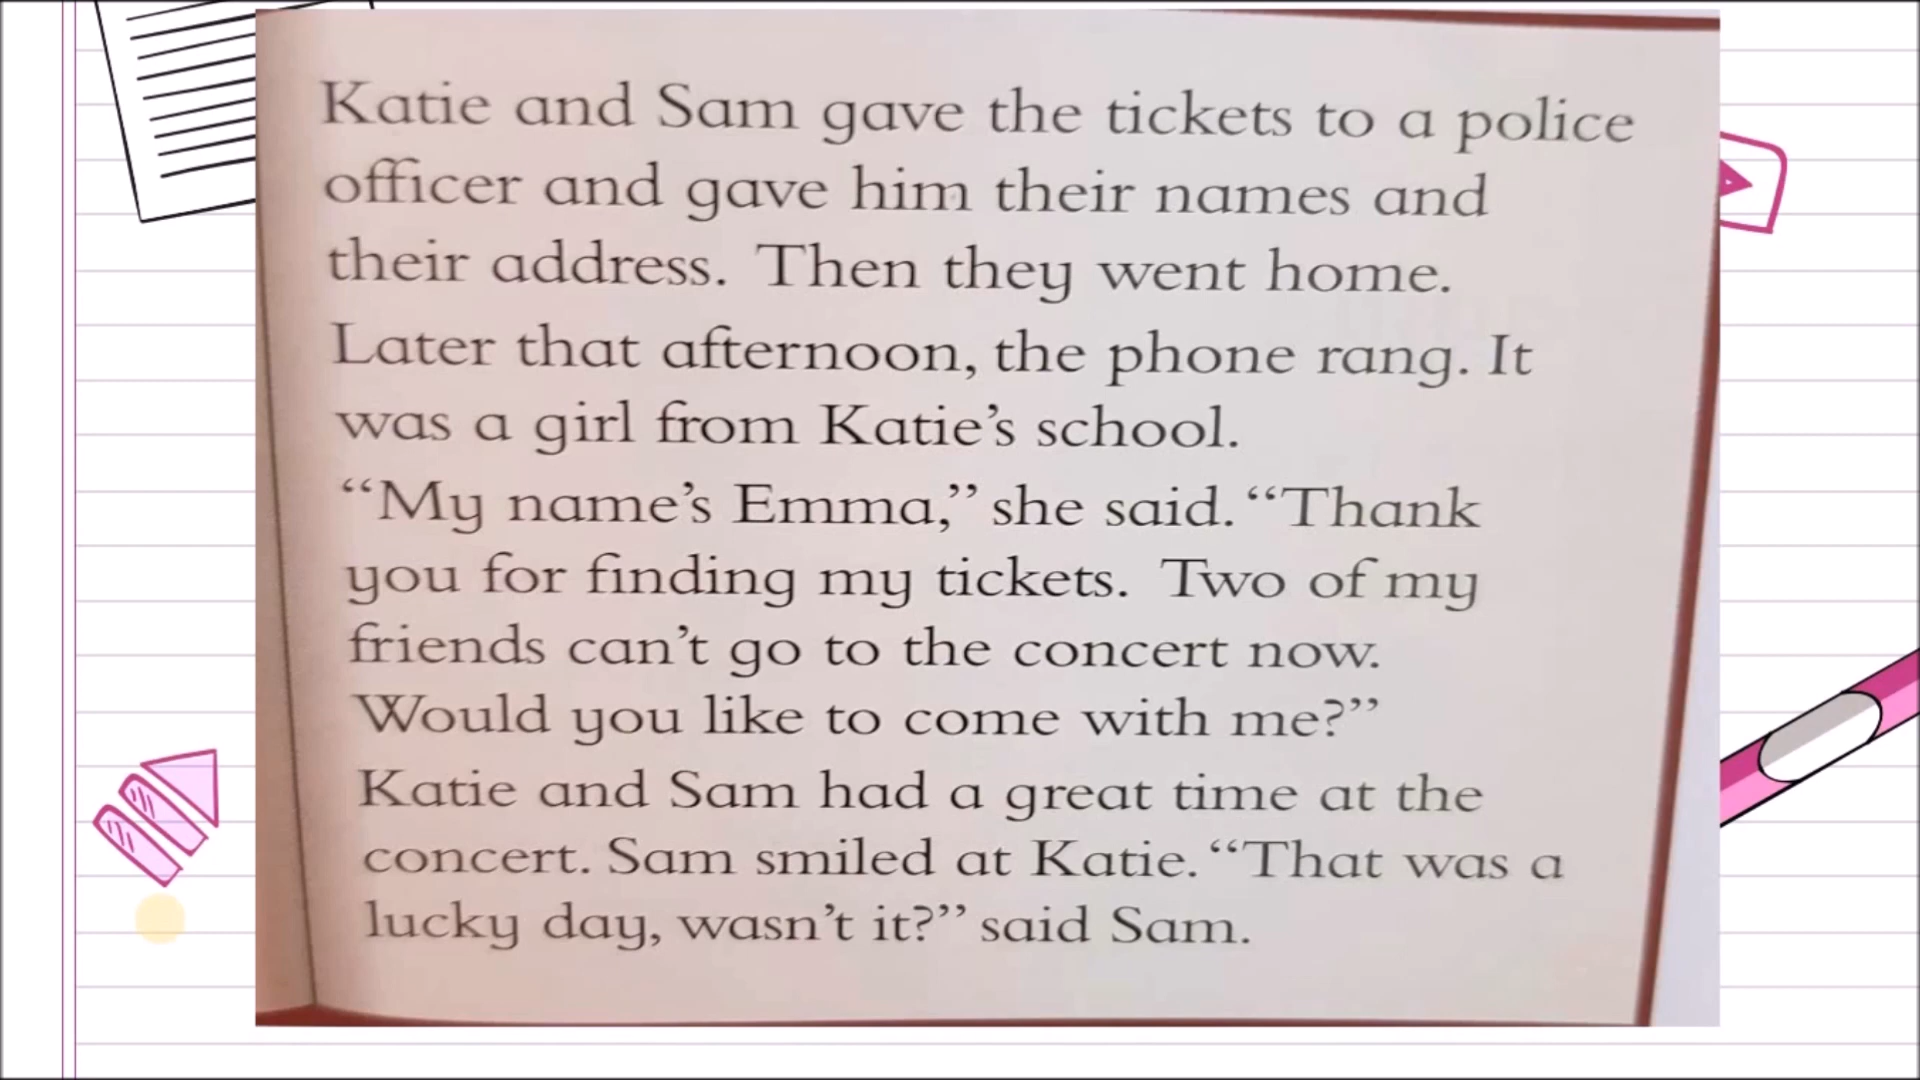 Katie and Sam gave the tickets to a police
officer and gave him their names and
their address. Then they went home.
Later that afternoon, the phone rang. It
was a girl from Katie’s school.
“My name’s Emma,” she said. “Thank
you for finding my tickets. Two of my
friends can’t go to the concert now.
Would you like to come with me?”
Katie and Sam had a great time at the
concert. Sam smiled at Katie. “That was a
lucky day, wasn’t it?” said Sam.